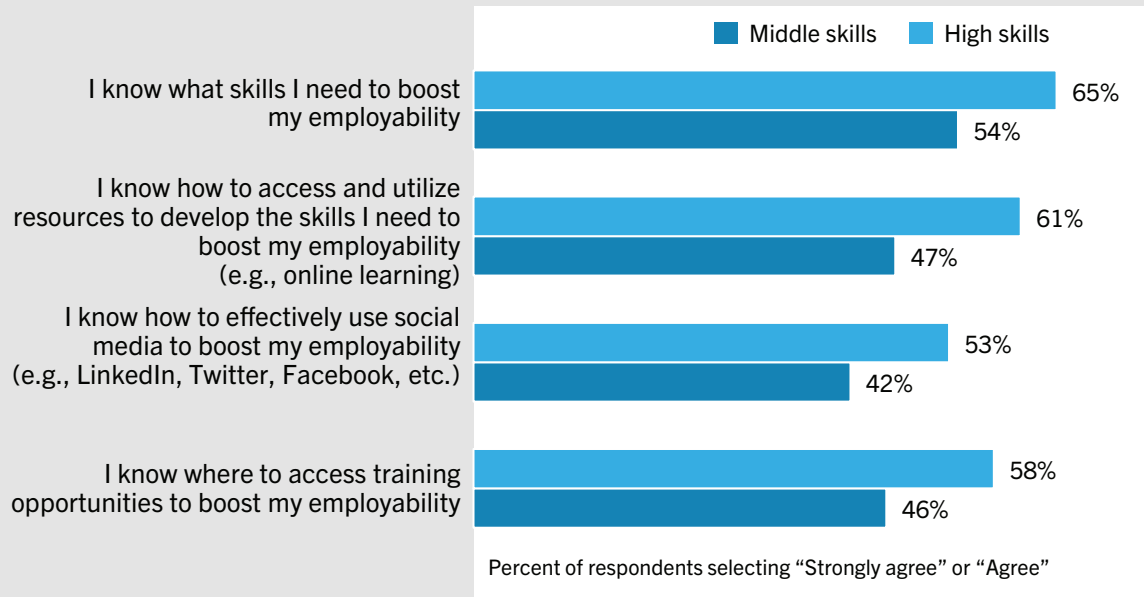 Middle skills High skills
I know what skills I need to boost
my employability
65%
54%
I know how to access and utilize
resources to develop the skills I need to
boost my employability
(e.g., online learning)
61%
47%
I know how to effectively use social
media to boost my employability
(e.g., LinkedIn, Twitter, Facebook, etc.)
53%
42%
I know where to access training
opportunities to boost my employability
58%
46%
Percent of respondents selecting “Strongly agree” or “Agree”